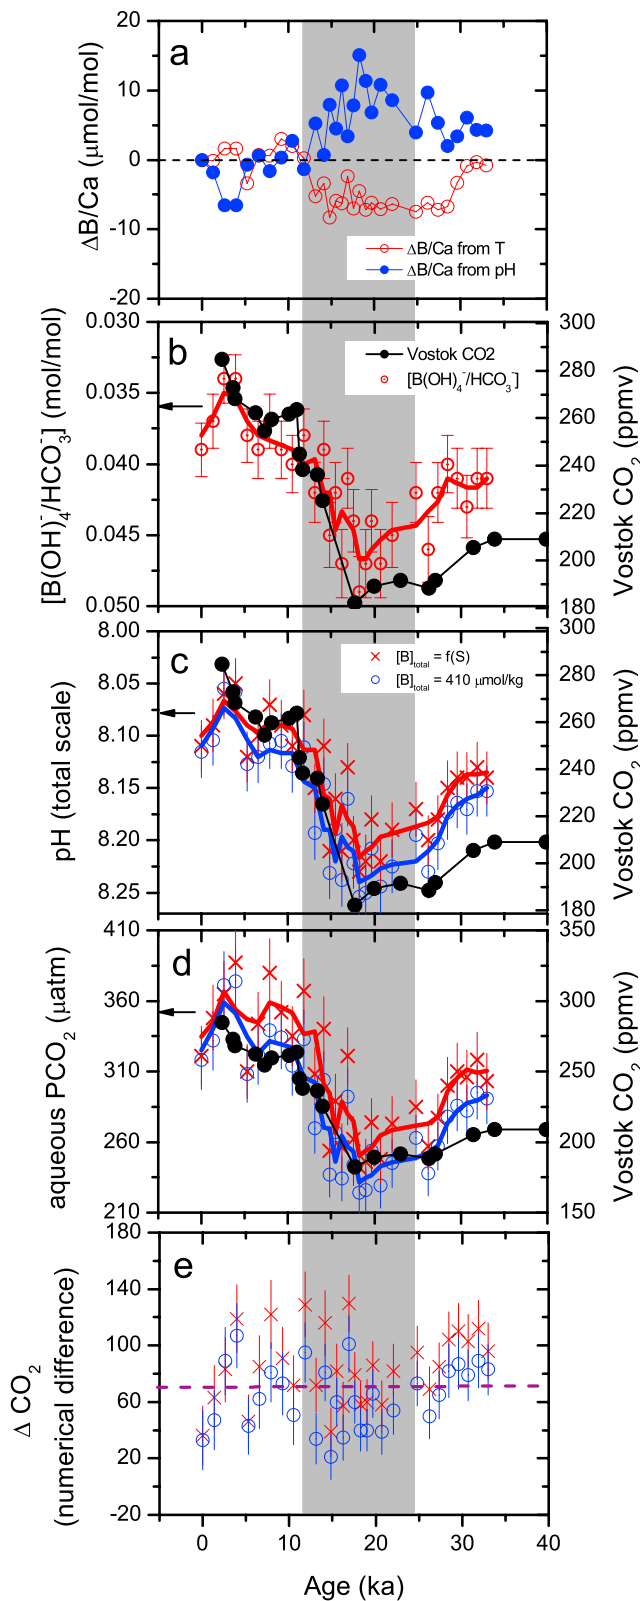 a
20
10
0
-10
-20
ΔB/Ca (μmol/mol)
ΔB/Ca from T
ΔB/Ca from pH
b
0.030
0.035
0.040
0.045
0.050
[B(OH)₄⁻/HCO₃⁻] (mol/mol)
Vostok CO2
[B(OH)₄⁻/HCO₃⁻]
300
280
260
240
220
200
180
Vostok CO₂ (ppmv)
c
8.00
8.05
8.10
8.15
8.20
8.25
pH (total scale)
[B]total = f(S)
[B]total = 410 μmol/kg
300
280
260
240
220
200
180
Vostok CO₂ (ppmv)
d
410
360
310
260
210
aqueous PCO₂ (μatm)
350
300
250
200
150
Vostok CO₂ (ppmv)
e
180
140
100
60
20
-20
Δ CO₂
(numerical difference)
0 10 20 30 40
Age (ka)